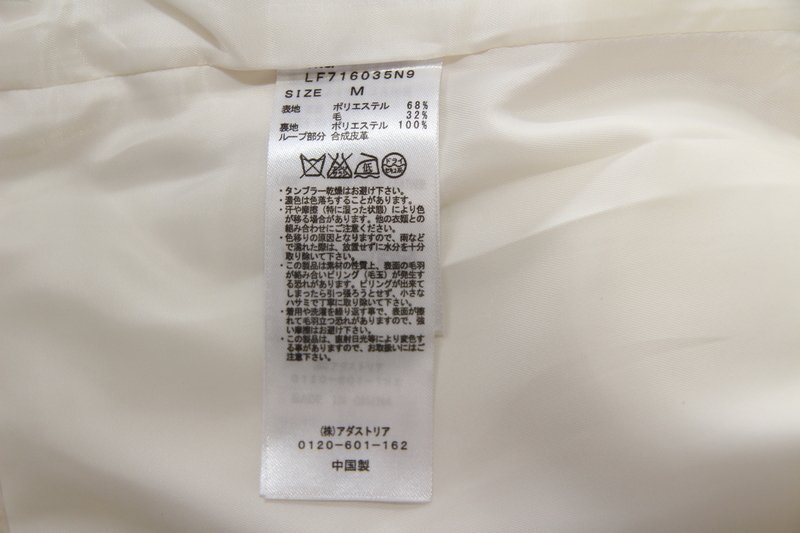 LF716035N9
SIZE M
表地 ポリエステル 68%
毛 32%
裏地 ポリエステル 100%
ループ部分 合成皮革
低 ドライ
・タンブラー乾燥はお避け下さい。
・濃色は色落ちすることがあります。
・汗や摩擦（特に湿った状態）により色
が移る場合があります。他の衣類との
組み合わせにご注意ください。
・色移りの原因となりますので、雨など
で濡れた際は、放置せずに水分を十分
取り除いて下さい。
・この製品は素材の性質上、表面の毛羽
が絡み合いピリング（毛玉）が発生す
る恐れがあります。ピリングが出来て
しまったら引っ張ろうとせず、小さな
ハサミで丁寧に取り除いて下さい。
・着用や洗濯を繰り返す事で、表面が擦
れて毛羽立つ恐れがありますので、強
い摩擦はお避け下さい。
・この製品は、直射日光等により変色す
る事がありますので、お取扱いにはご
注意下さい。
(株)アダストリア
0120-601-162
中国製